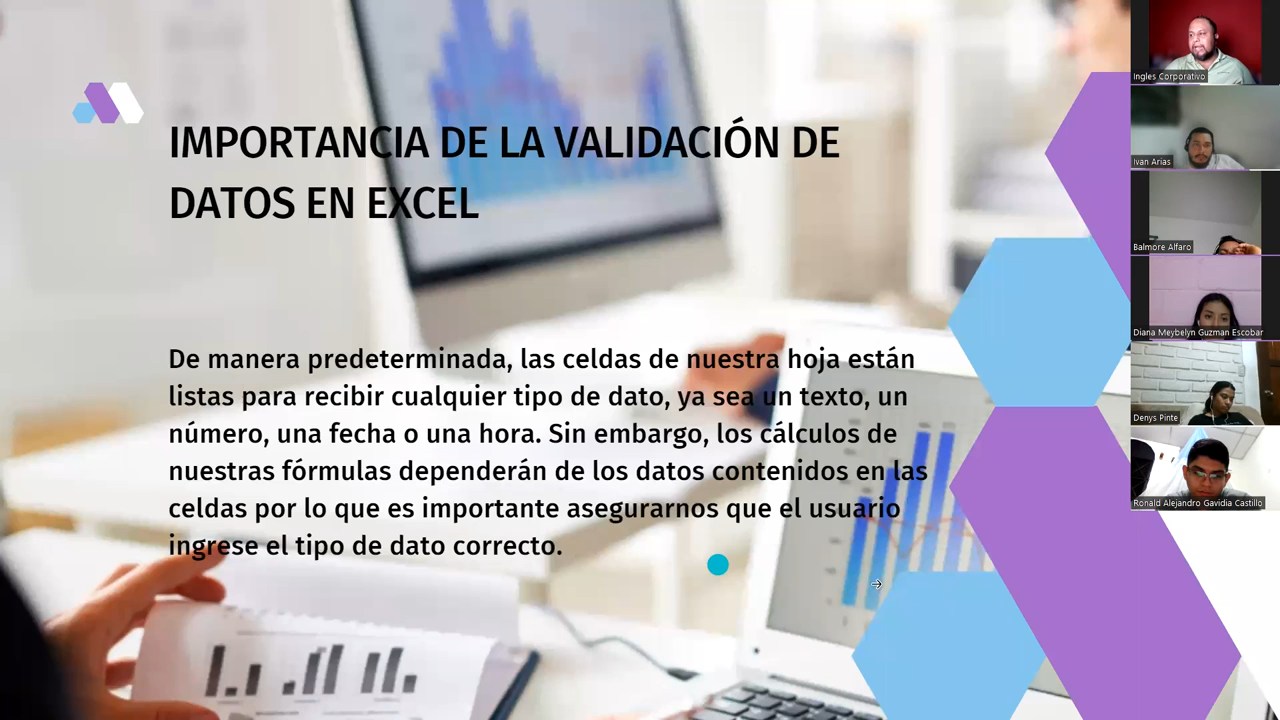 IMPORTANCIA DE LA VALIDACIÓN DE
DATOS EN EXCEL
De manera predeterminada, las celdas de nuestra hoja están
listas para recibir cualquier tipo de dato, ya sea un texto, un
número, una fecha o una hora. Sin embargo, los cálculos de
nuestras fórmulas dependerán de los datos contenidos en las
celdas por lo que es importante asegurarnos que el usuario
ingrese el tipo de dato correcto.
Ingles Corporativo
Ivan Arias
Balmore Alfaro
Diana Meybelyn Guzman Escobar
Denys Pinte
Ronald Alejandro Gavidia Castillo